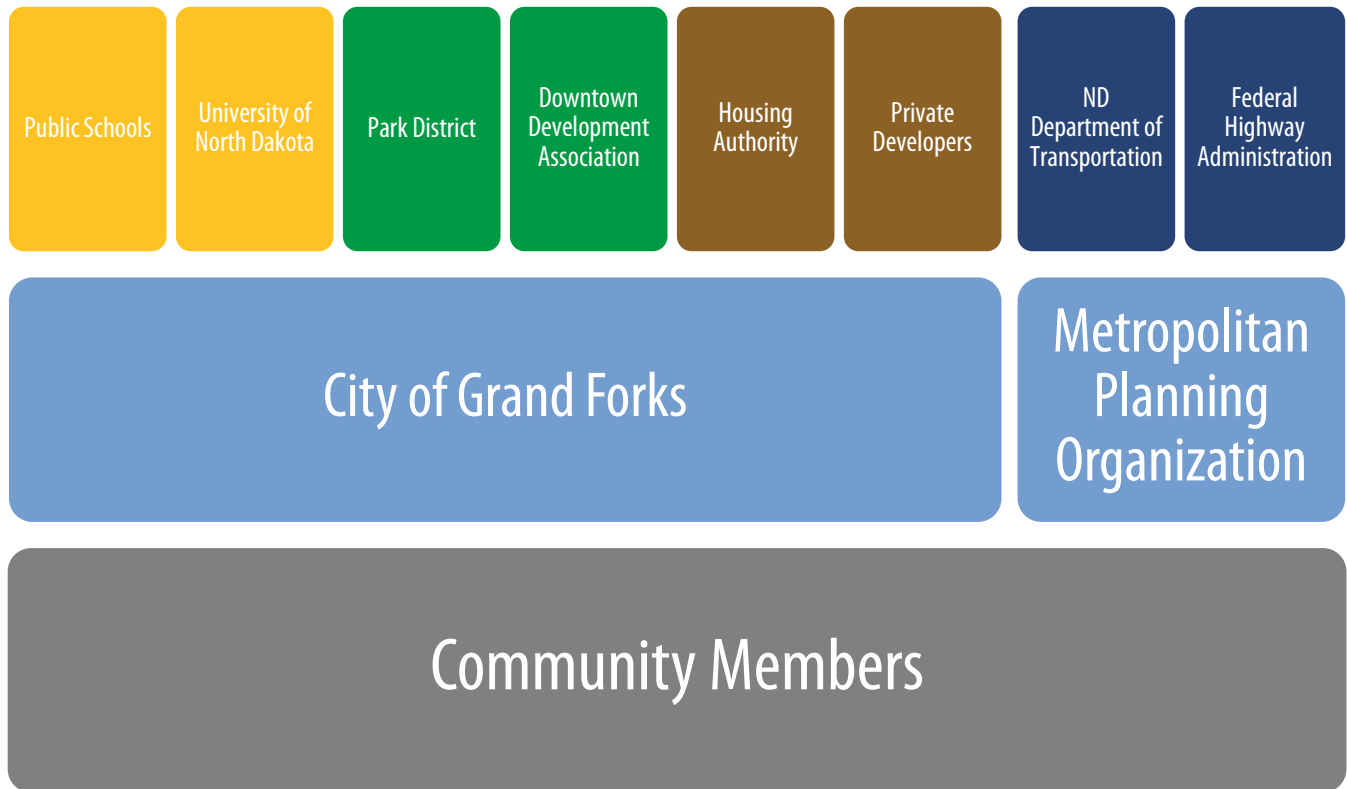 Public Schools
University of
North Dakota
Park District
Downtown
Development
Association
Housing
Authority
Private
Developers
ND
Department of
Transportation
Federal
Highway
Administration
City of Grand Forks
Metropolitan
Planning
Organization
Community Members